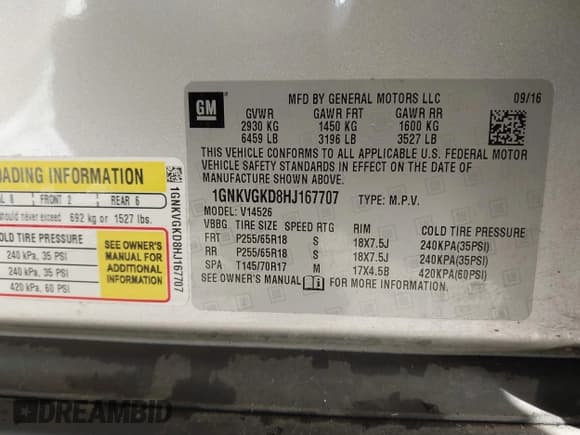 GM
MFD BY GENERAL MOTORS LLC 09/16
GVWR GAWR FRT GAWR RR
2930 KG 1450 KG 1600 KG
6459 LB 3196 LB 3527 LB
THIS VEHICLE CONFORMS TO ALL APPLICABLE U.S. FEDERAL MOTOR
VEHICLE SAFETY STANDARDS IN EFFECT ON THE DATE OF
MANUFACTURE SHOWN ABOVE.
1GNKVGKD8HJ167707 TYPE: M.P.V.
MODEL: V14526
VBBG TIRE SIZE SPEED RTG RIM COLD TIRE PRESSURE
FRT P255/65R18 S 18X7.5J 240KPA(35PSI)
RR P255/65R18 S 18X7.5J 240KPA(35PSI)
SPA T145/70R17 M 17X4.5B 420KPA(60PSI)
SEE OWNER'S MANUAL i FOR MORE INFORMATION.
OADING INFORMATION
L 8 FRONT 2 REAR 6
hould never exceed 692 kg or 1527 lbs.
COLD TIRE PRESSURE
240 kPa, 35 PSI
240 kPa, 35 PSI
420 kPa, 60 PSI
SEE OWNER'S
MANUAL FOR
ADDITIONAL
INFORMATION
1GNKVGKD8HJ167707
DREAMBID